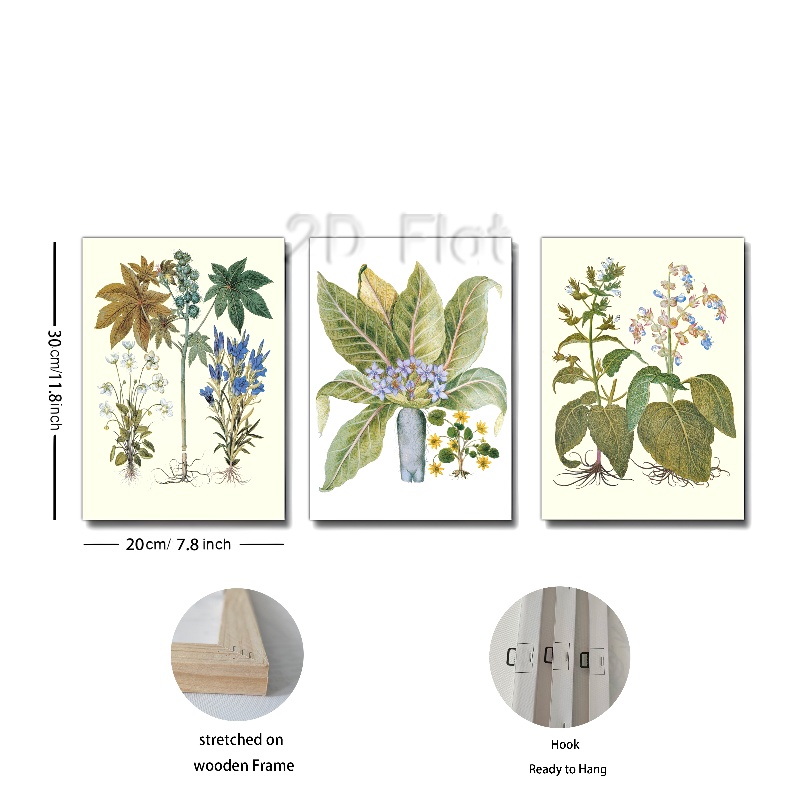 2D Flat
30cm/11.8inch
20cm/ 7.8 inch
stretched on
wooden Frame
Hook
Ready to Hang